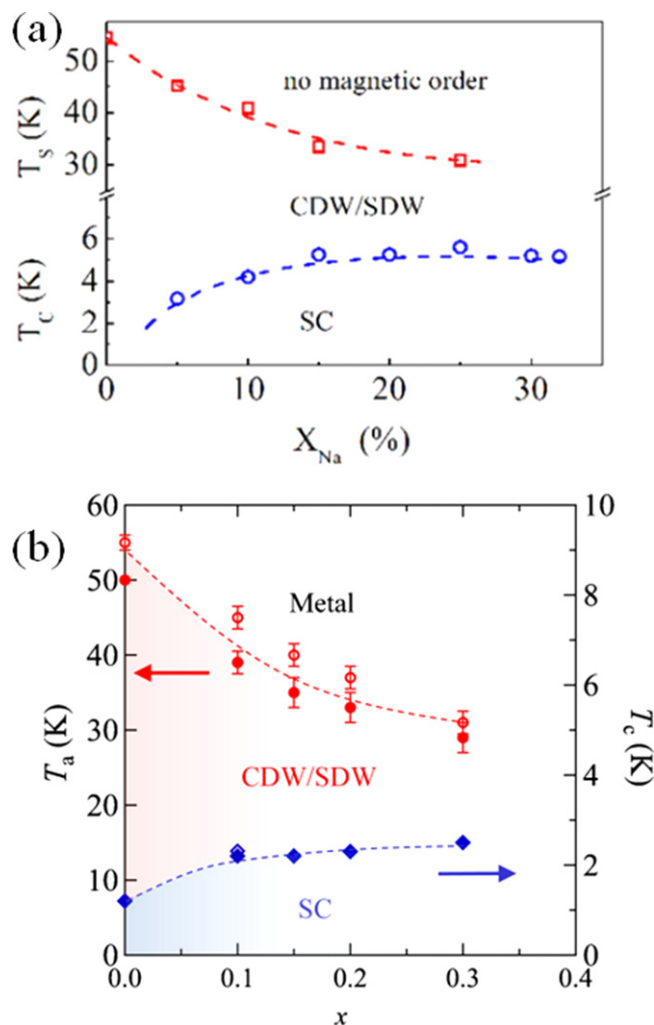 (a)
50
40
30
T_S (K)
no magnetic order
CDW/SDW
6
4
2
0
T_C (K)
SC
0 10 20 30
X_Na (%)
(b)
60 10
50
40
30
20
10
0
T_a (K)
Metal
CDW/SDW
SC
8
6
4
2
0
T_c (K)
0.0 0.1 0.2 0.3 0.4
x